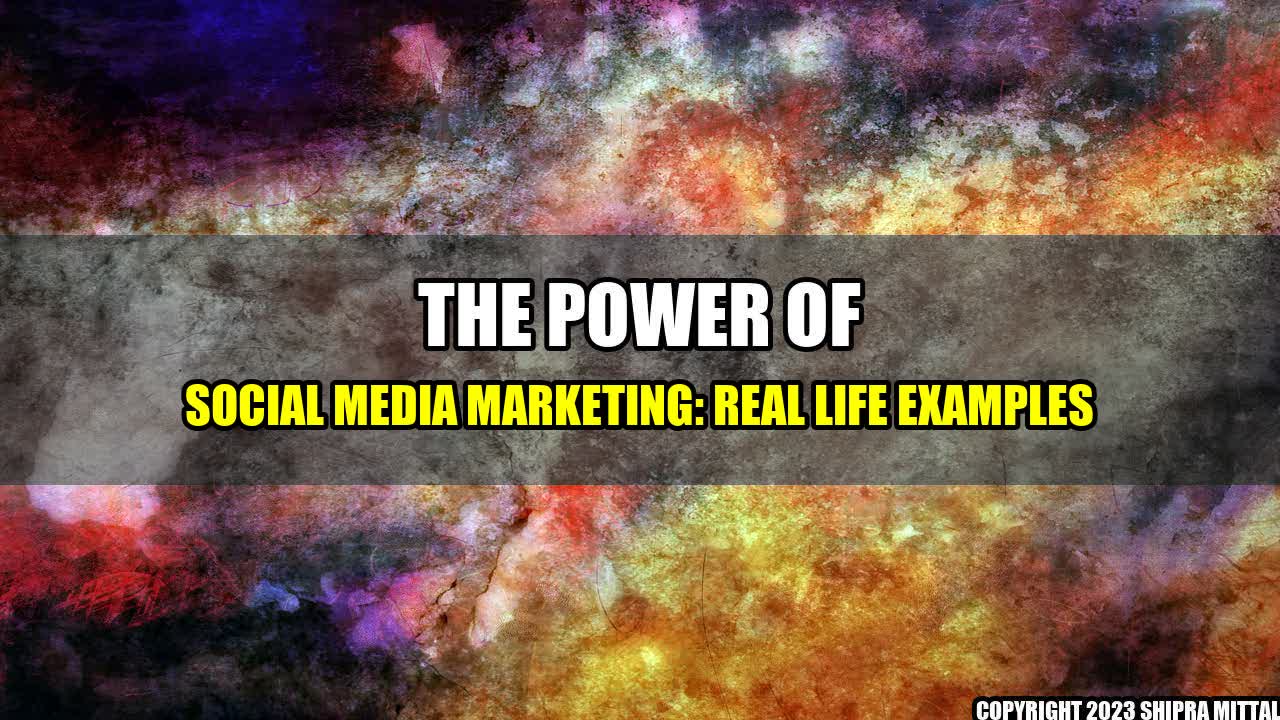 THE POWER OF
SOCIAL MEDIA MARKETING: REAL LIFE EXAMPLES
COPYRIGHT 2023 SHIPRA MITTAL